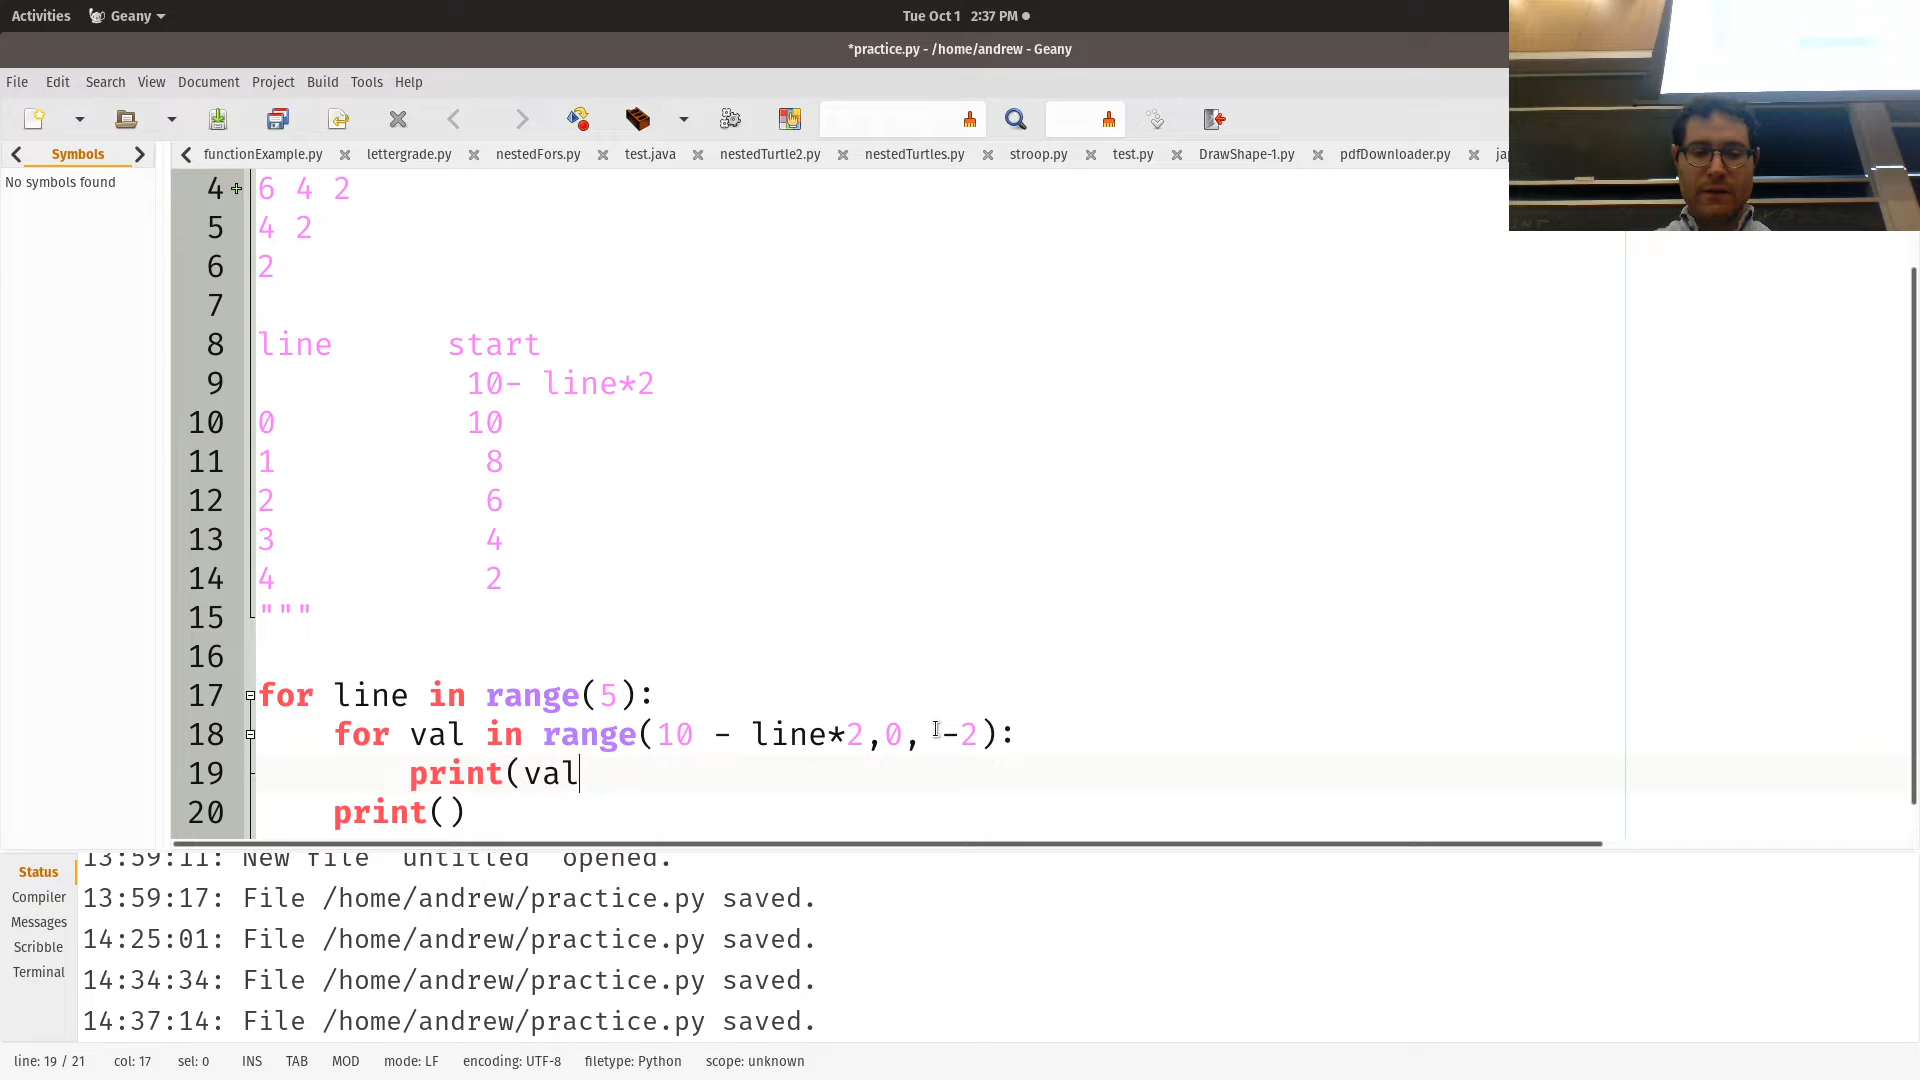 Activities Geany Tue Oct 1 2:37 PM
*practice.py - /home/andrew - Geany
File Edit Search View Document Project Build Tools Help
Symbols functionExample.py lettergrade.py nestedFors.py test.java nestedTurtle2.py nestedTurtles.py stroop.py test.py DrawShape-1.py pdfDownloader.py
No symbols found
4 6 4 2
5 4 2
6 2
7
8 line start
9 10- line*2
10 0 10
11 1 8
12 2 6
13 3 4
14 4 2
15 """
16
17 for line in range(5):
18 for val in range(10 - line*2,0, -2):
19 print(val
20 print()
Status
Compiler
Messages
Scribble
Terminal
13:59:11: New file "untitled" opened.
13:59:17: File /home/andrew/practice.py saved.
14:25:01: File /home/andrew/practice.py saved.
14:34:34: File /home/andrew/practice.py saved.
14:37:14: File /home/andrew/practice.py saved.
line: 19 / 21 col: 17 sel: 0 INS TAB MOD mode: LF encoding: UTF-8 filetype: Python scope: unknown